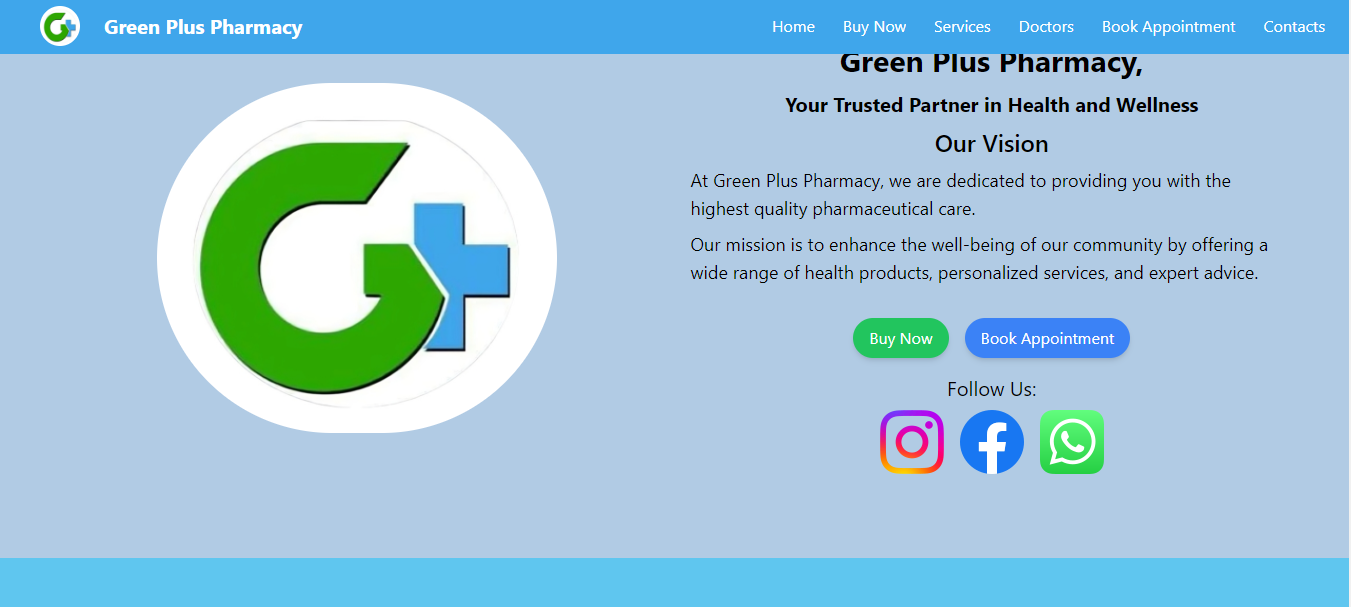 Green Plus Pharmacy
Home
Buy Now
Services
Doctors
Book Appointment
Contacts
Green Plus Pharmacy,
Your Trusted Partner in Health and Wellness
Our Vision
At Green Plus Pharmacy, we are dedicated to providing you with the
highest quality pharmaceutical care.
Our mission is to enhance the well-being of our community by offering a
wide range of health products, personalized services, and expert advice.
Buy Now
Book Appointment
Follow Us: